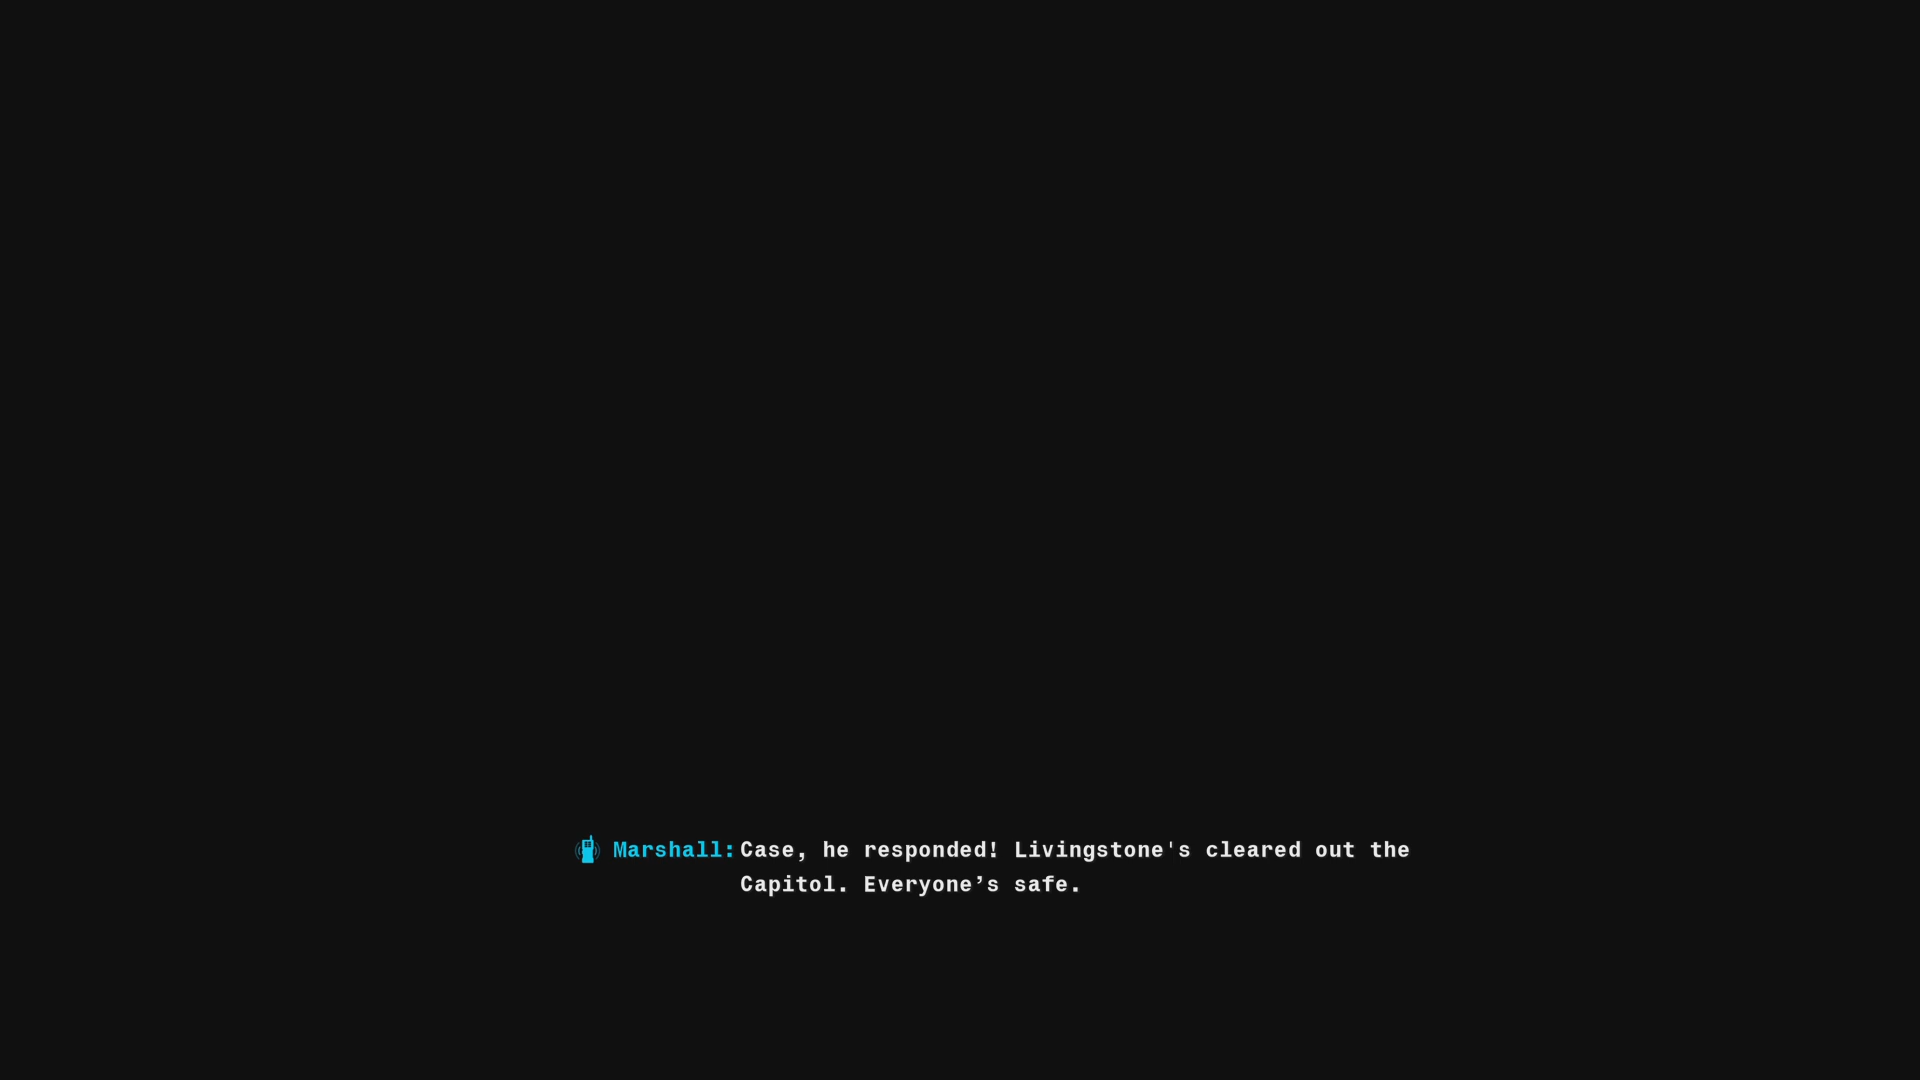 Marshall: Case, he responded! Livingstone's cleared out the
Capitol. Everyone’s safe.